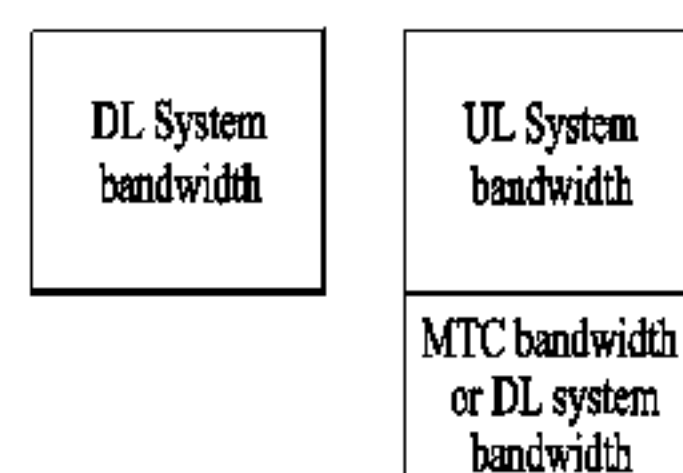 DL System
bandwidth
UL System
bandwidth
MTC bandwidth
or DL system
bandwidth